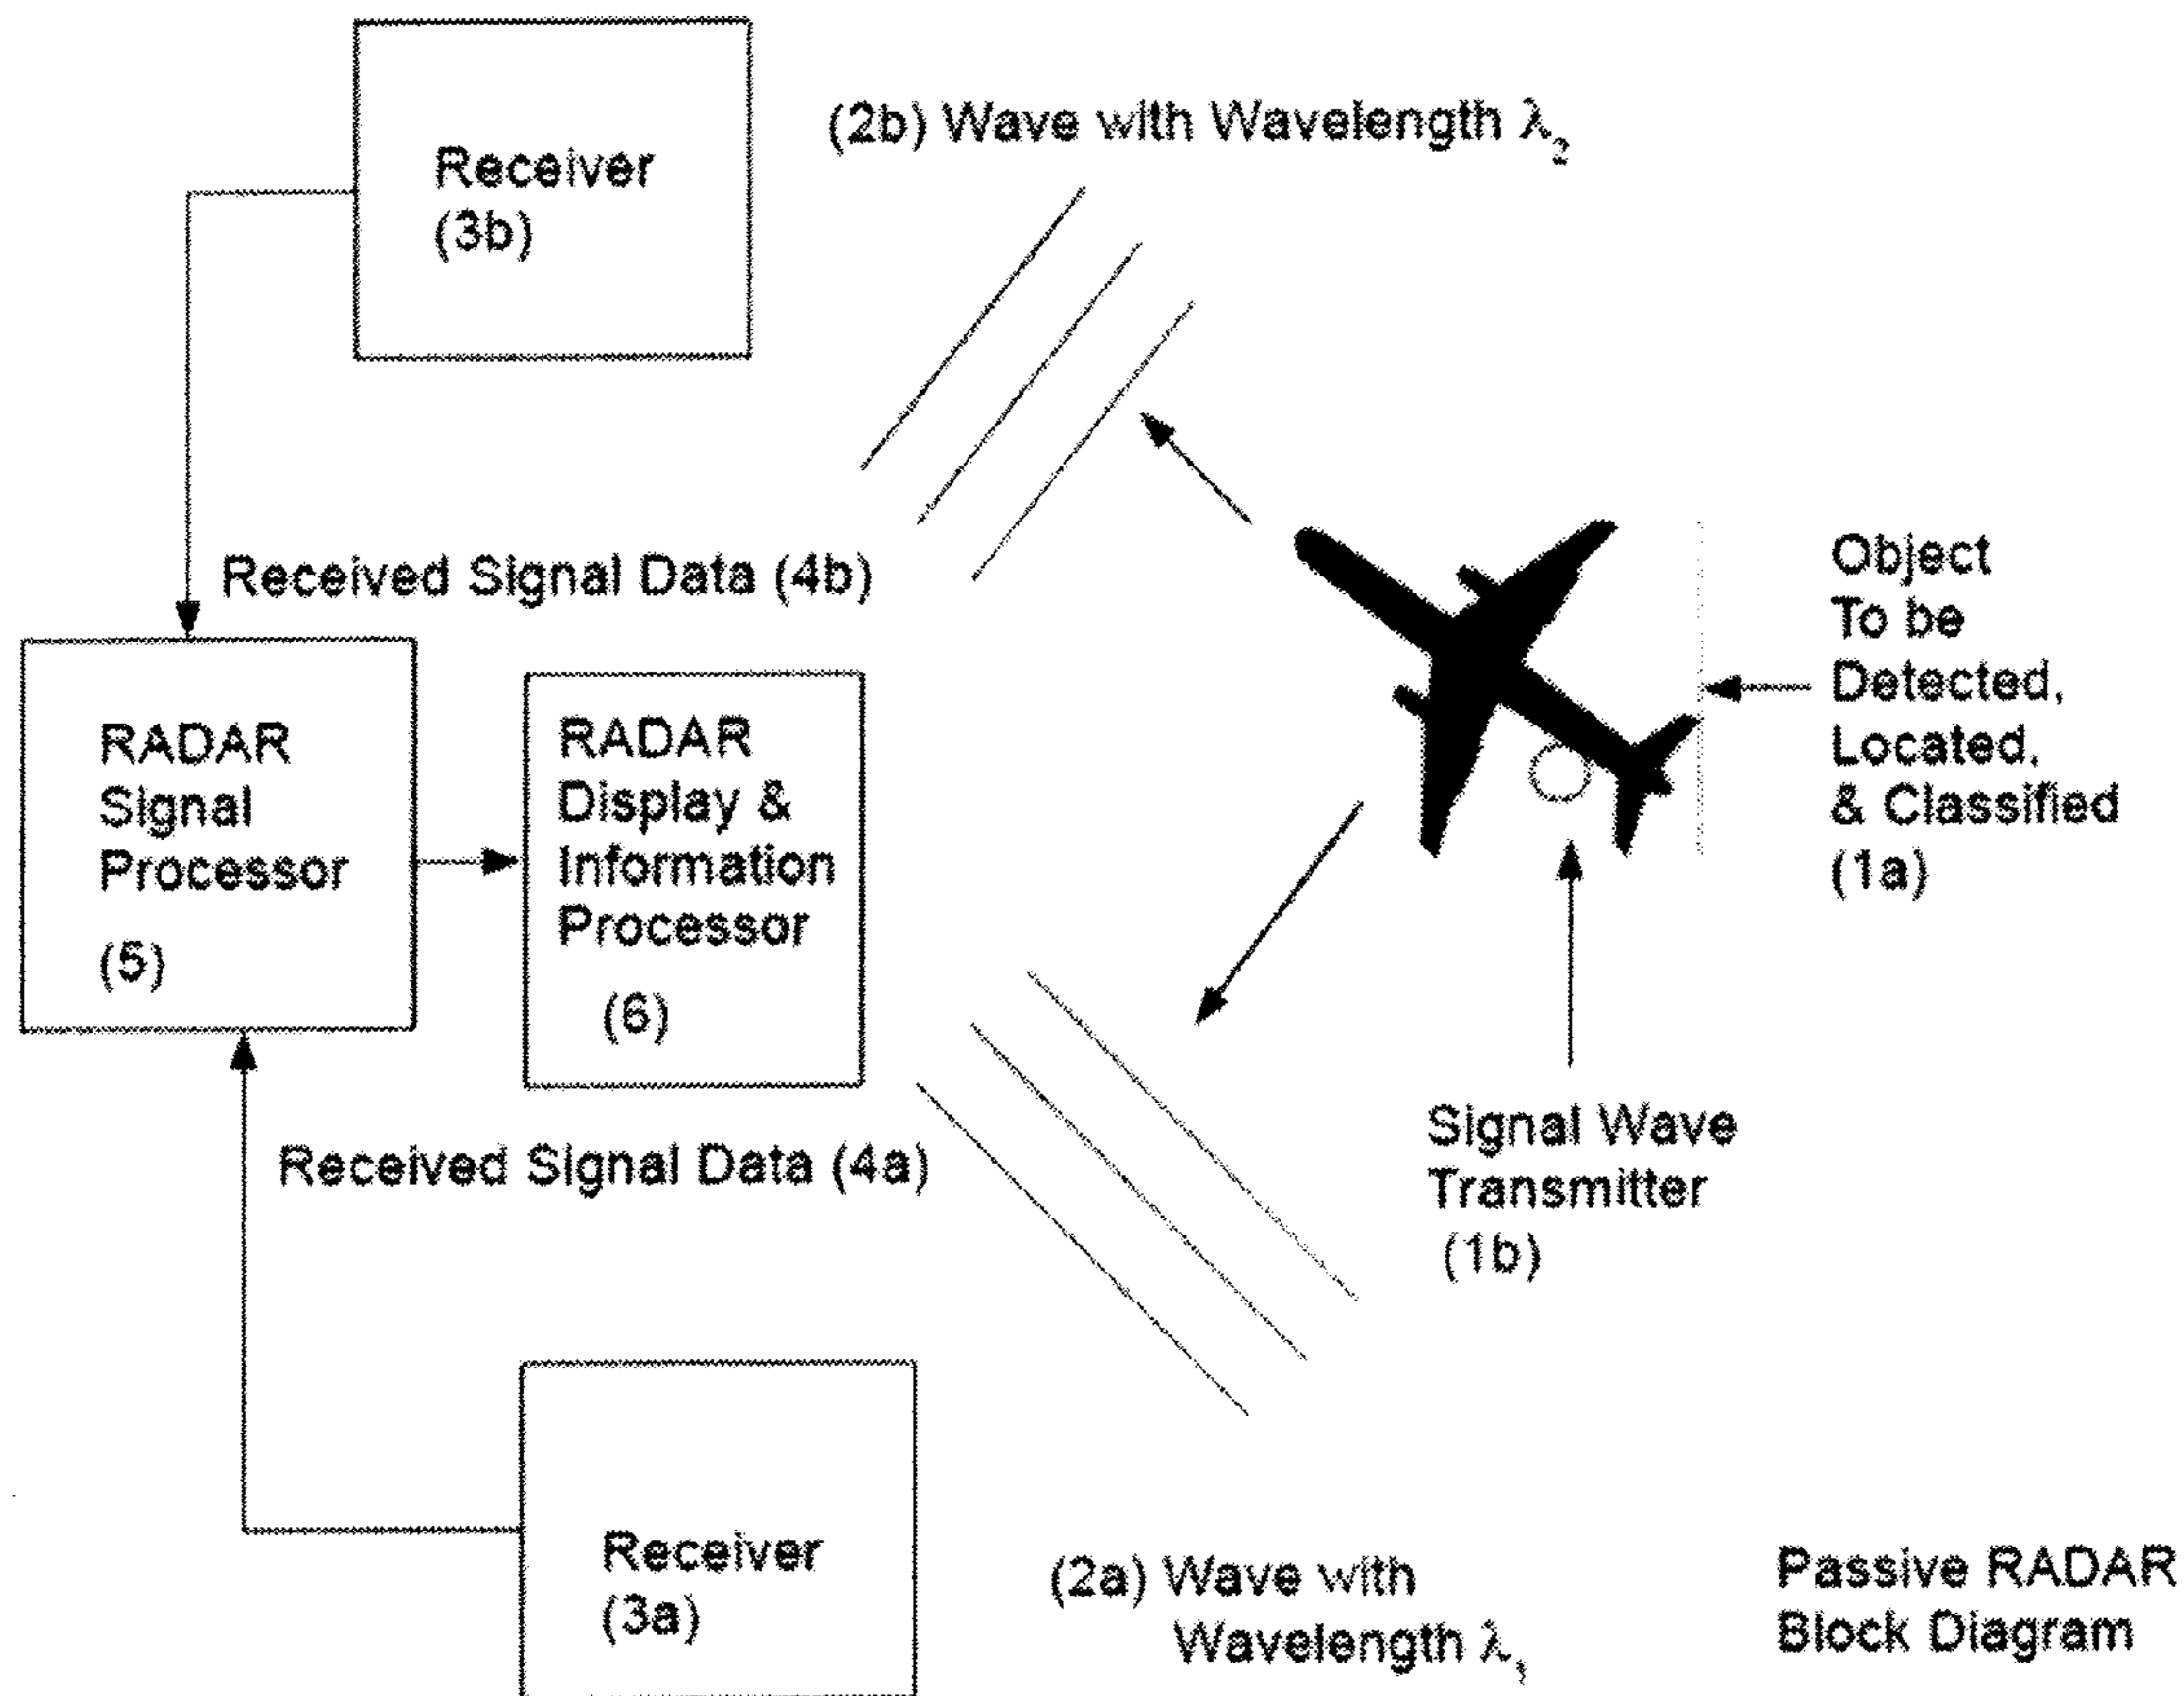 Receiver
(3b)
(2b) Wave with Wavelength λ₂
Received Signal Data (4b)
Object
To be
Detected,
Located,
& Classified
(1a)
RADAR
Signal
Processor
(5)
RADAR
Display &
Information
Processor
(6)
Signal Wave
Transmitter
(1b)
Received Signal Data (4a)
Receiver
(3a)
(2a) Wave with
Wavelength λ₁
Passive RADAR
Block Diagram